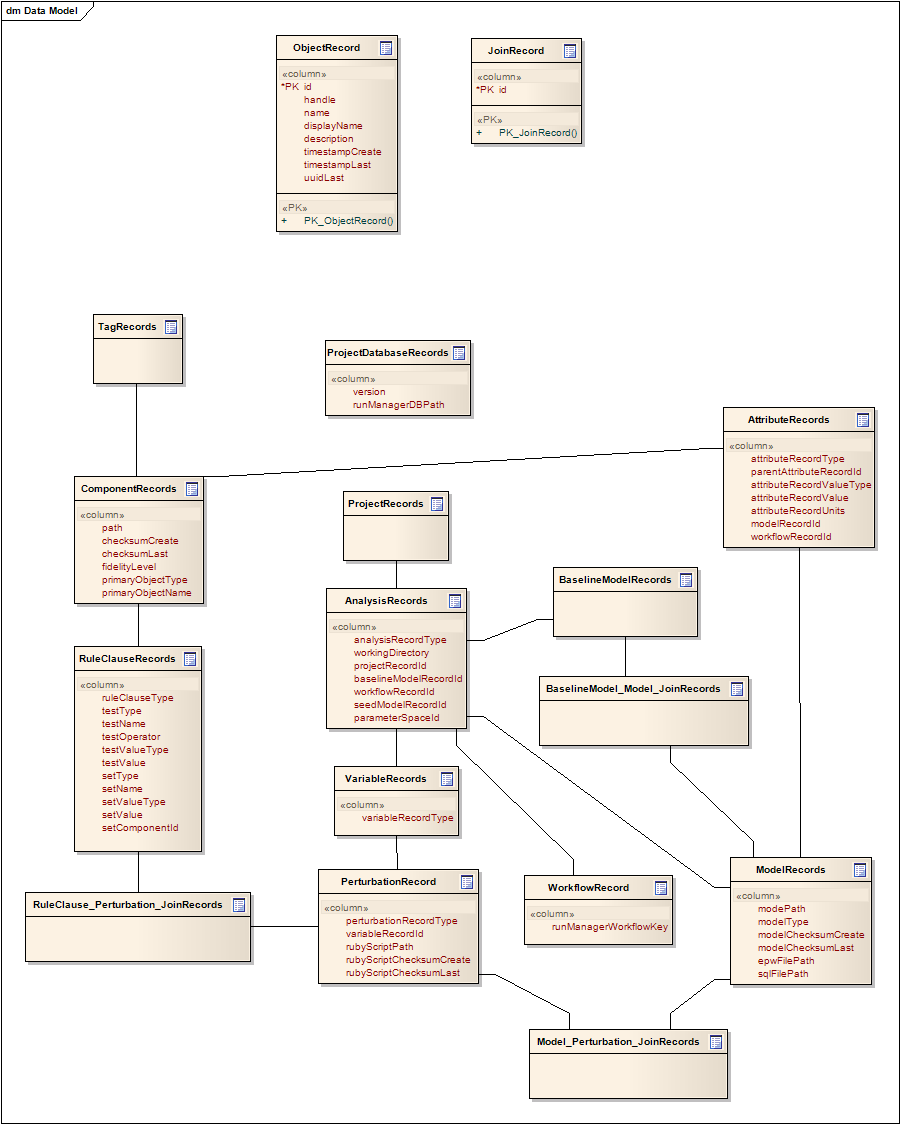 dm Data Model
ObjectRecord
«column»
*PK id
handle
name
displayName
description
timestampCreate
timestampLast
uuidLast
«PK»
+ PK_ObjectRecord()
JoinRecord
«column»
*PK id
«PK»
+ PK_JoinRecord()
TagRecords
ProjectDatabaseRecords
«column»
version
runManagerDBPath
AttributeRecords
«column»
attributeRecordType
parentAttributeRecordId
attributeRecordValueType
attributeRecordValue
attributeRecordUnits
modelRecordId
workflowRecordId
ComponentRecords
«column»
path
checksumCreate
checksumLast
fidelityLevel
primaryObjectType
primaryObjectName
ProjectRecords
BaselineModelRecords
AnalysisRecords
«column»
analysisRecordType
workingDirectory
projectRecordId
baselineModelRecordId
workflowRecordId
seedModelRecordId
parameterSpaceId
RuleClauseRecords
«column»
ruleClauseType
testType
testName
testOperator
testValueType
testValue
setType
setName
setValueType
setValue
setComponentId
BaselineModel_Model_JoinRecords
VariableRecords
«column»
variableRecordType
ModelRecords
«column»
modePath
modelType
modelChecksumCreate
modelChecksumLast
epwFilePath
sqlFilePath
PerturbationRecord
«column»
perturbationRecordType
variableRecordId
rubyScriptPath
rubyScriptChecksumCreate
rubyScriptChecksumLast
WorkflowRecord
«column»
runManagerWorkflowKey
RuleClause_Perturbation_JoinRecords
Model_Perturbation_JoinRecords